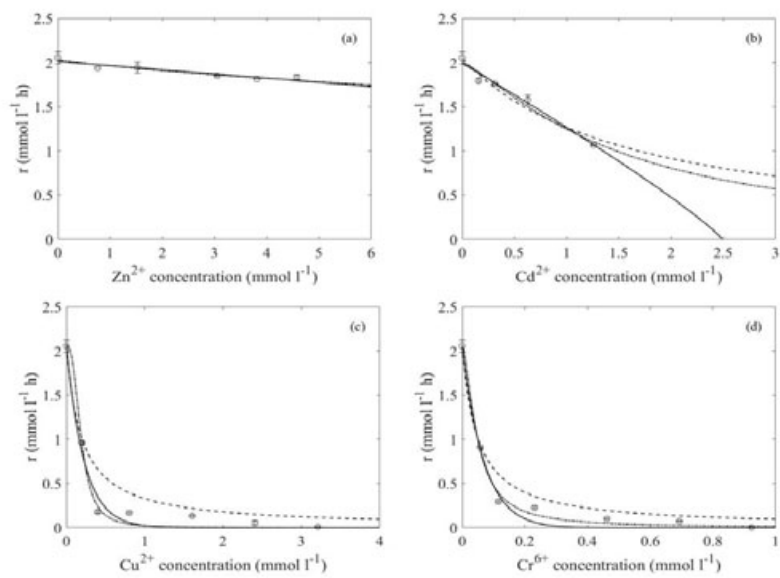 2.5
(a)
2
1.5
1
0.5
0
0 1 2 3 4 5 6
r (mmol l⁻¹ h)
Zn²⁺ concentration (mmol l⁻¹)
2.5
(b)
2
1.5
1
0.5
0
0 0.5 1 1.5 2 2.5 3
r (mmol l⁻¹ h)
Cd²⁺ concentration (mmol l⁻¹)
2.5
(c)
2
1.5
1
0.5
0
0 1 2 3 4
r (mmol l⁻¹ h)
Cu²⁺ concentration (mmol l⁻¹)
2.5
(d)
2
1.5
1
0.5
0
0 0.2 0.4 0.6 0.8 1
r (mmol l⁻¹ h)
Cr⁶⁺ concentration (mmol l⁻¹)